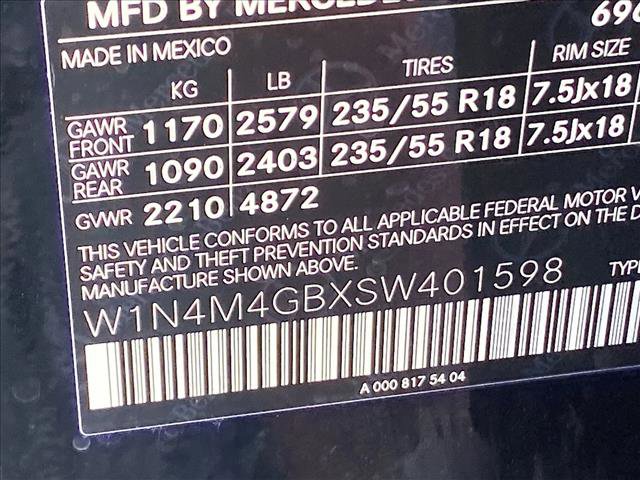 MFD BY MERCEDES
MADE IN MEXICO
KG LB TIRES RIM SIZE
GAWR FRONT 1170 2579 235/55 R18 7.5Jx18
GAWR REAR 1090 2403 235/55 R18 7.5Jx18
GVWR 2210 4872
THIS VEHICLE CONFORMS TO ALL APPLICABLE FEDERAL MOTOR V
SAFETY AND THEFT PREVENTION STANDARDS IN EFFECT ON THE D
MANUFACTURE SHOWN ABOVE.
W1N4M4GBXSW401598 TYPE
A 000 817 54 04